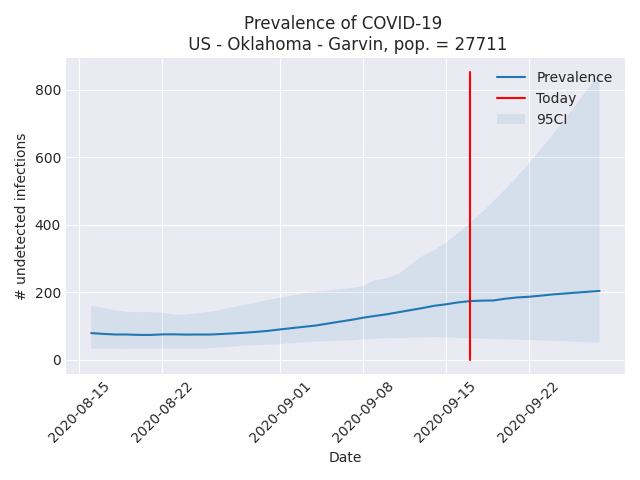 Prevalence of COVID-19
US - Oklahoma - Garvin, pop. = 27711
Prevalence
Today
95CI
# undetected infections
800
600
400
200
0
2020-08-15
2020-08-22
2020-09-01
2020-09-08
2020-09-15
2020-09-22
Date